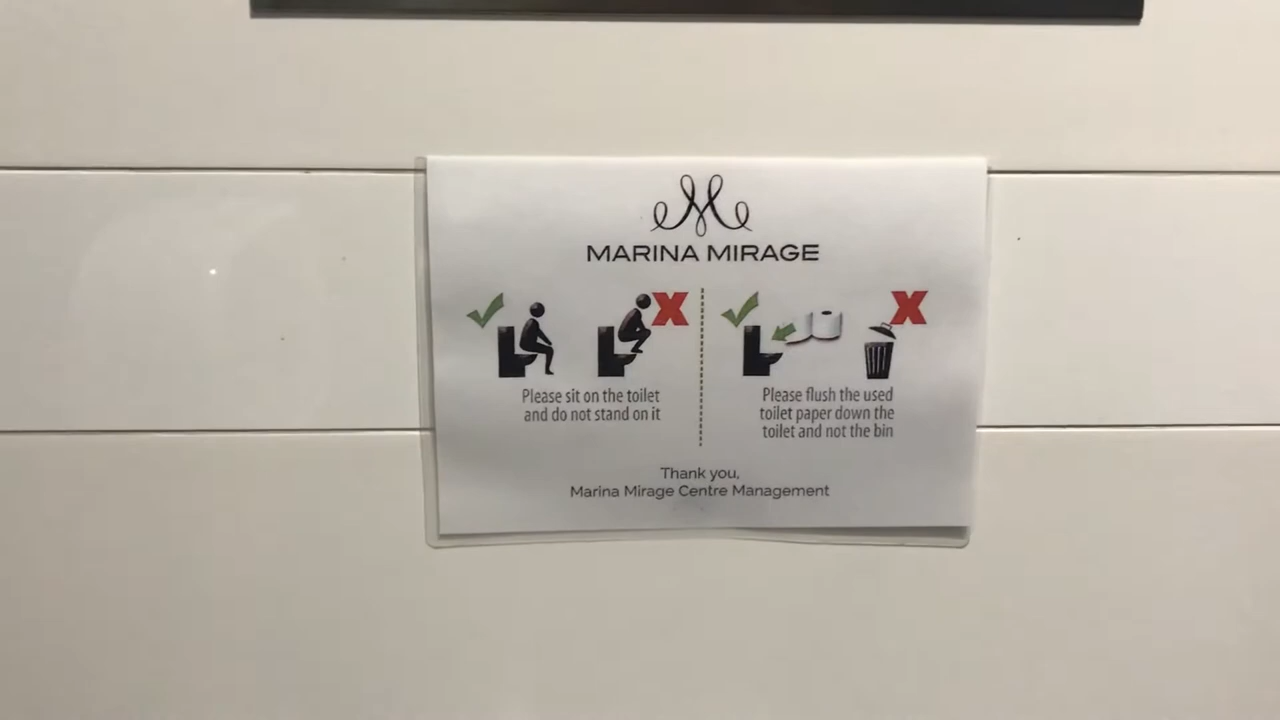 MARINA MIRAGE
Please sit on the toilet
and do not stand on it
Please flush the used
toilet paper down the
toilet and not the bin
Thank you,
Marina Mirage Centre Management